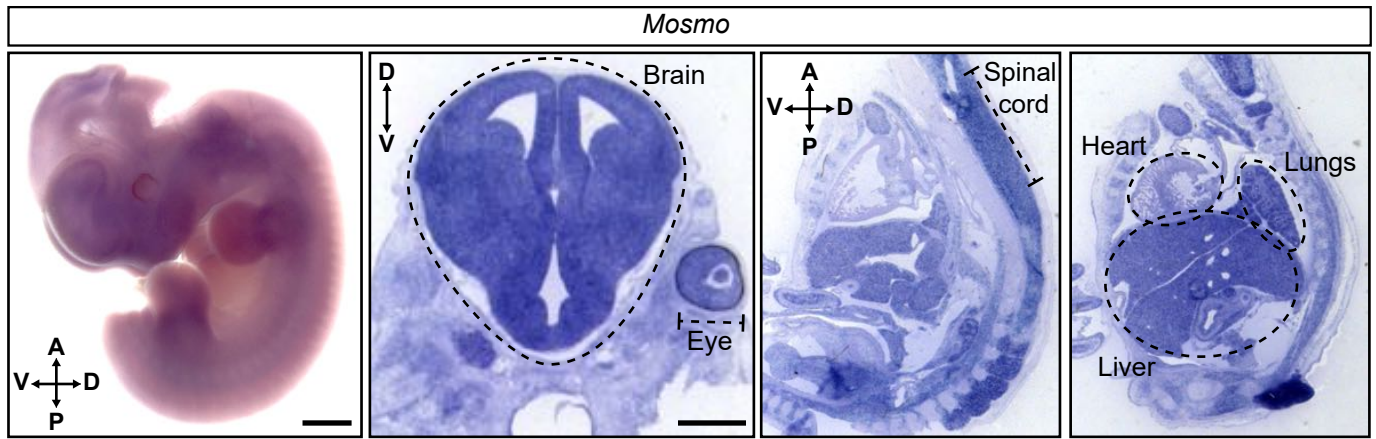 Mosmo
A
V D
P
D
V
Brain
Eye
A
V D
P
Spinal
cord
Heart
Lungs
Liver